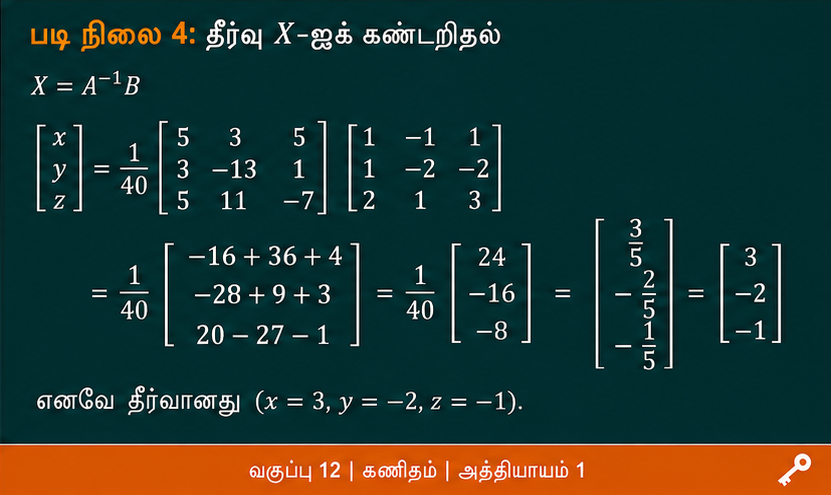 படி நிலை 4: தீர்வு X-ஐக் கண்டறிதல்
X = A⁻¹B
[x y z] = 1/40 [5 3 5; 3 −13 1; 5 11 −7] [1 −1 1; 1 −2 −2; 2 1 3]
= 1/40 [−16 + 36 + 4; −28 + 9 + 3; 20 − 27 − 1] = 1/40 [24; −16; −8] = [3/5; −2/5; −1/5] = [3; −2; −1]
எனவே தீர்வானது (x = 3, y = −2, z = −1).
வகுப்பு 12 | கணிதம் | அத்தியாயம் 1